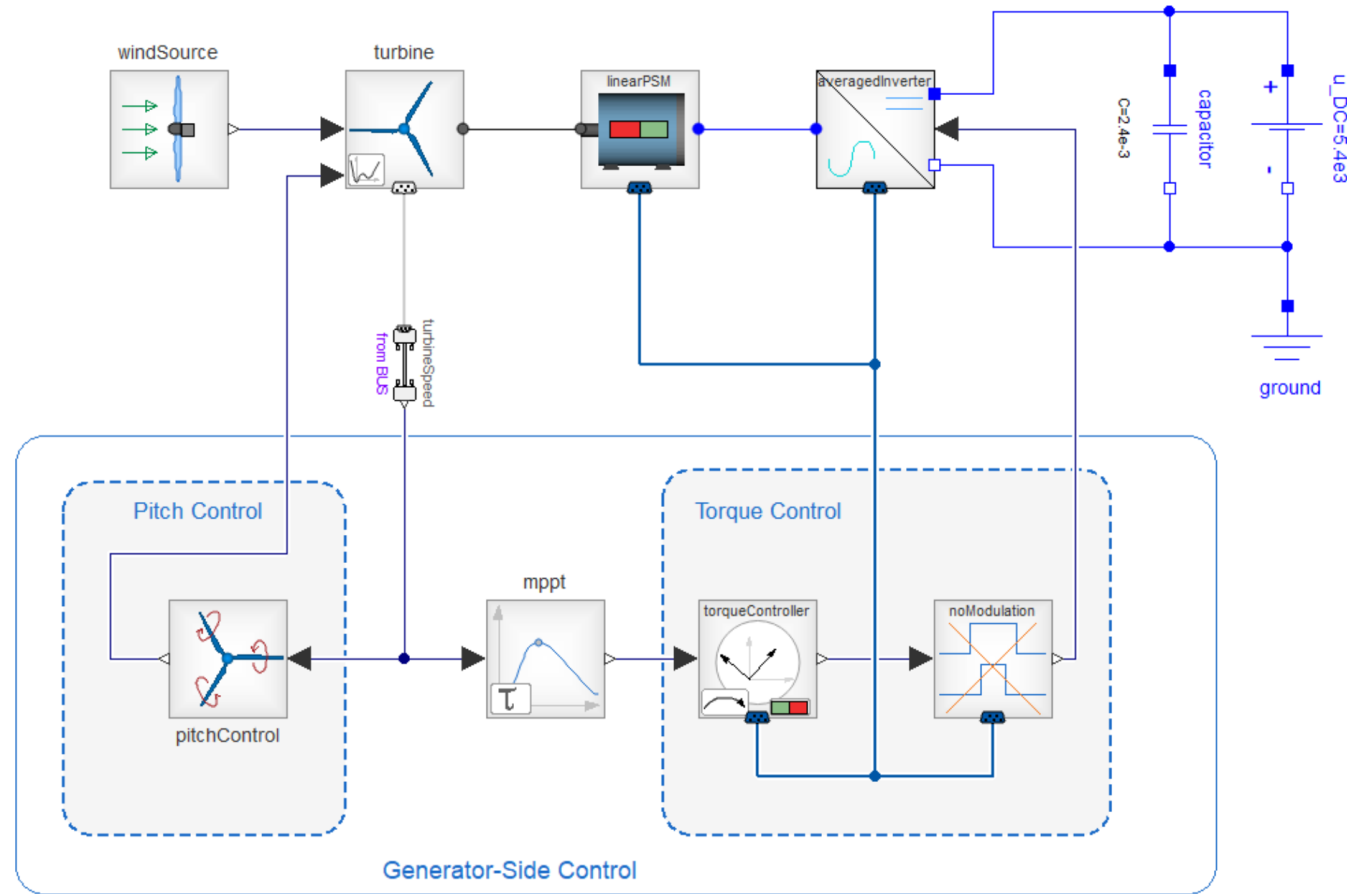 windSource
turbine
linearPSM
averagedInverter
+
-
u_DC=5.4e3
capacitor
C=2.4e-3
ground
turbineSpeed
from BUS
Pitch Control
Torque Control
mppt
torqueController
noModulation
τ
pitchControl
Generator-Side Control